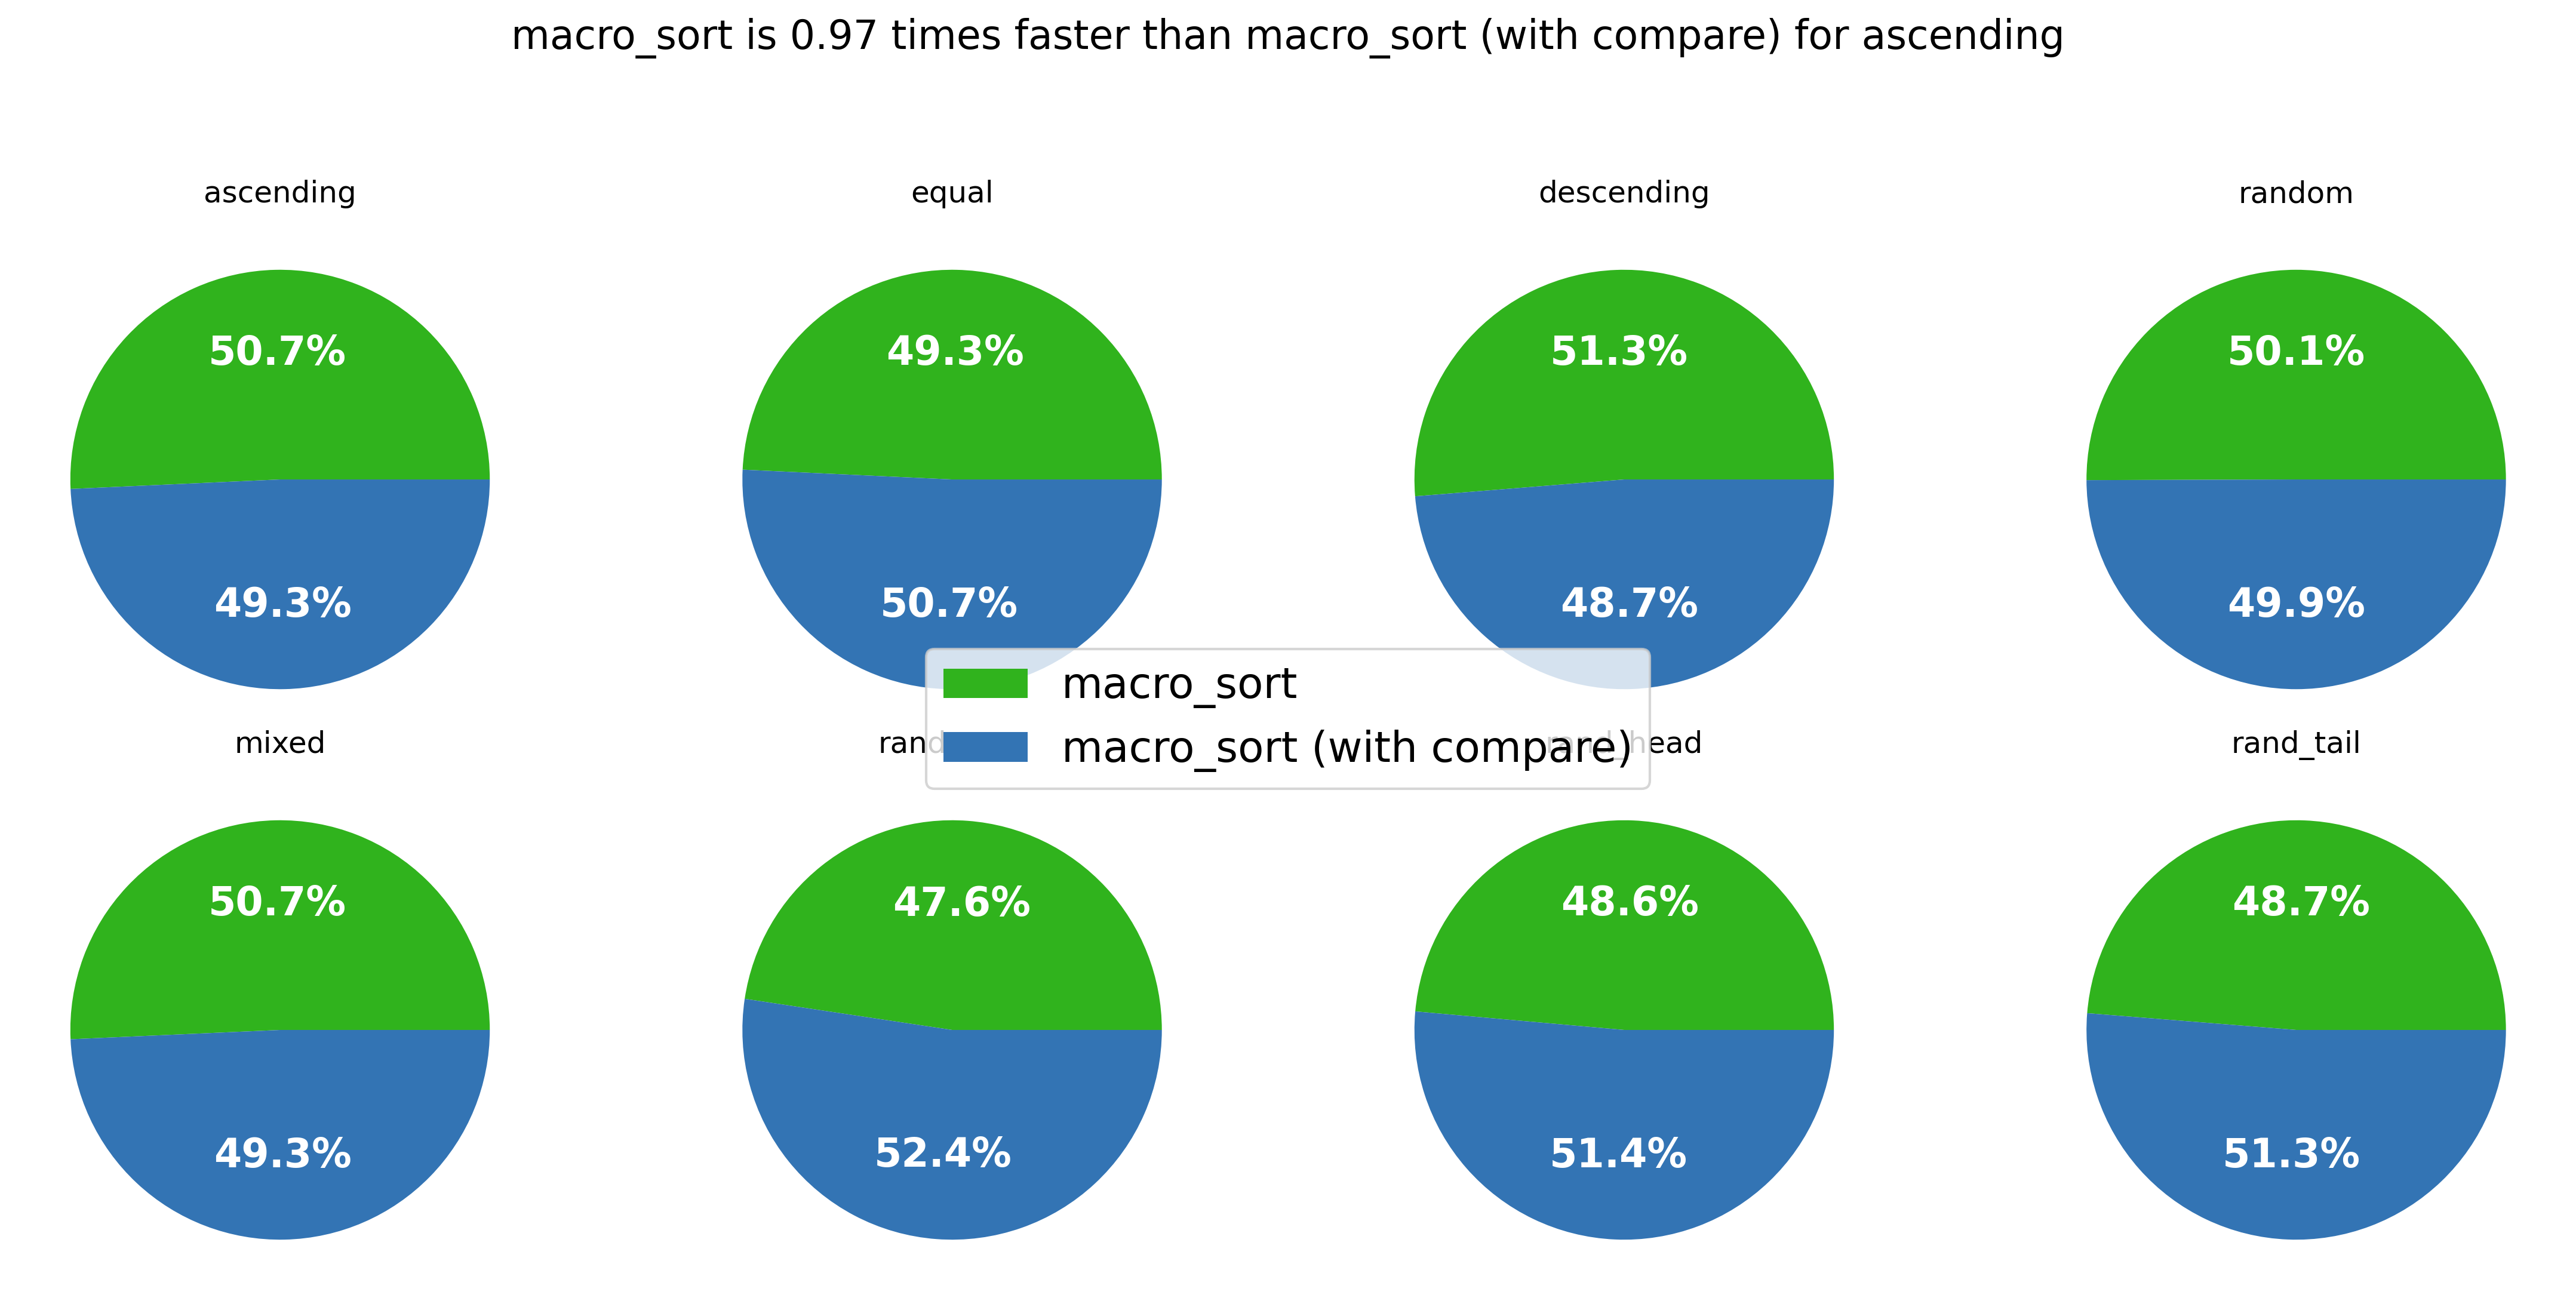 macro_sort is 0.97 times faster than macro_sort (with compare) for ascending
ascending
equal
descending
random
50.7%
49.3%
51.3%
50.1%
49.3%
50.7%
48.7%
49.9%
macro_sort
macro_sort (with compare)
mixed
rand_head
rand_tail
50.7%
47.6%
48.6%
48.7%
49.3%
52.4%
51.4%
51.3%